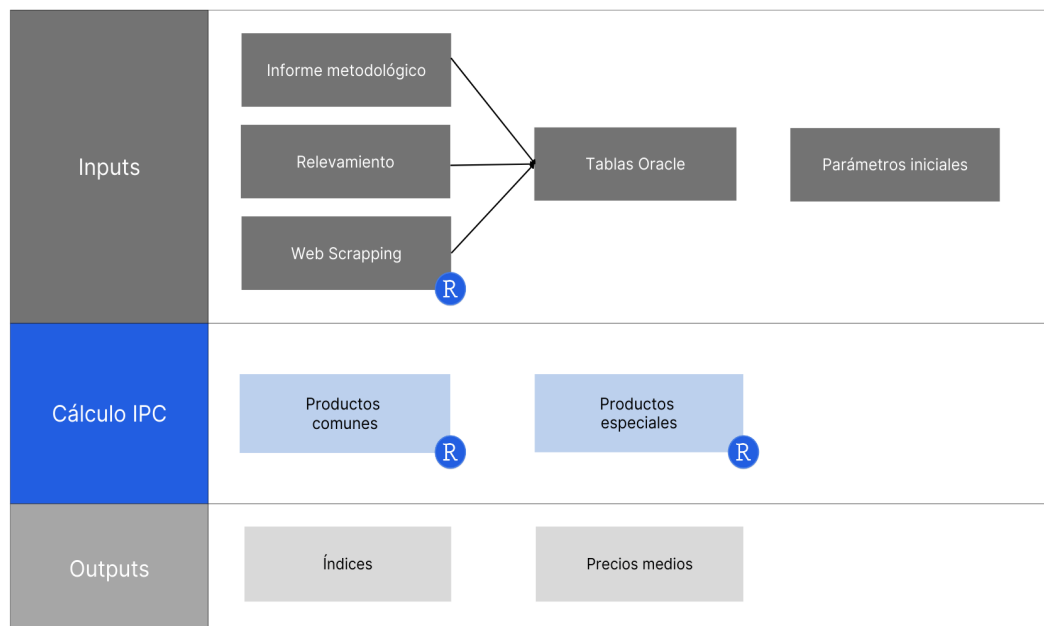 Inputs
Informe metodológico
Relevamiento
Web Scrapping
R
Tablas Oracle
Parámetros iniciales
Cálculo IPC
Productos
comunes
R
Productos
especiales
R
Outputs
Índices
Precios medios